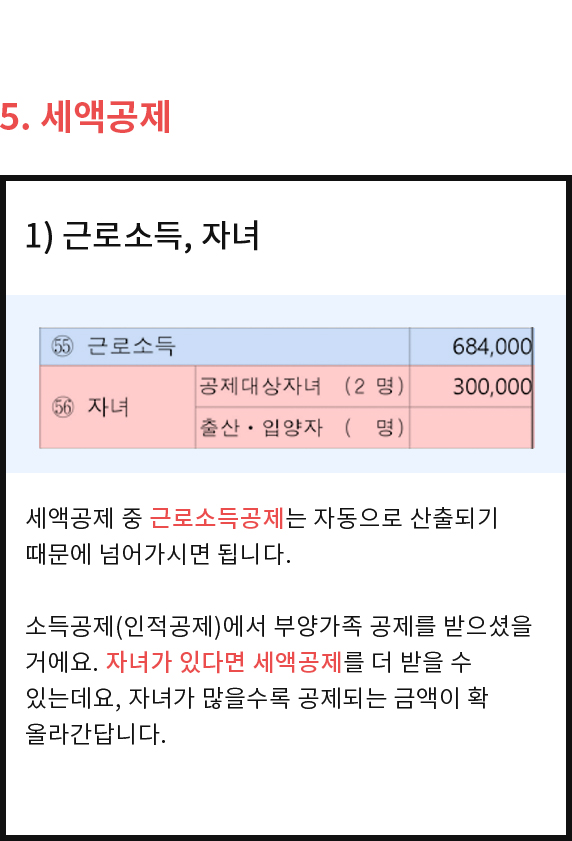 5. 세액공제
1) 근로소득, 자녀
㊺ 근로소득 684,000
공제대상자녀 (2 명) 300,000
자녀
출산・입양자 ( 명)
세액공제 중 근로소득공제는 자동으로 산출되기
때문에 넘어가시면 됩니다.
소득공제(인적공제)에서 부양가족 공제를 받으셨을
거에요. 자녀가 있다면 세액공제를 더 받을 수
있는데요, 자녀가 많을수록 공제되는 금액이 확
올라간답니다.